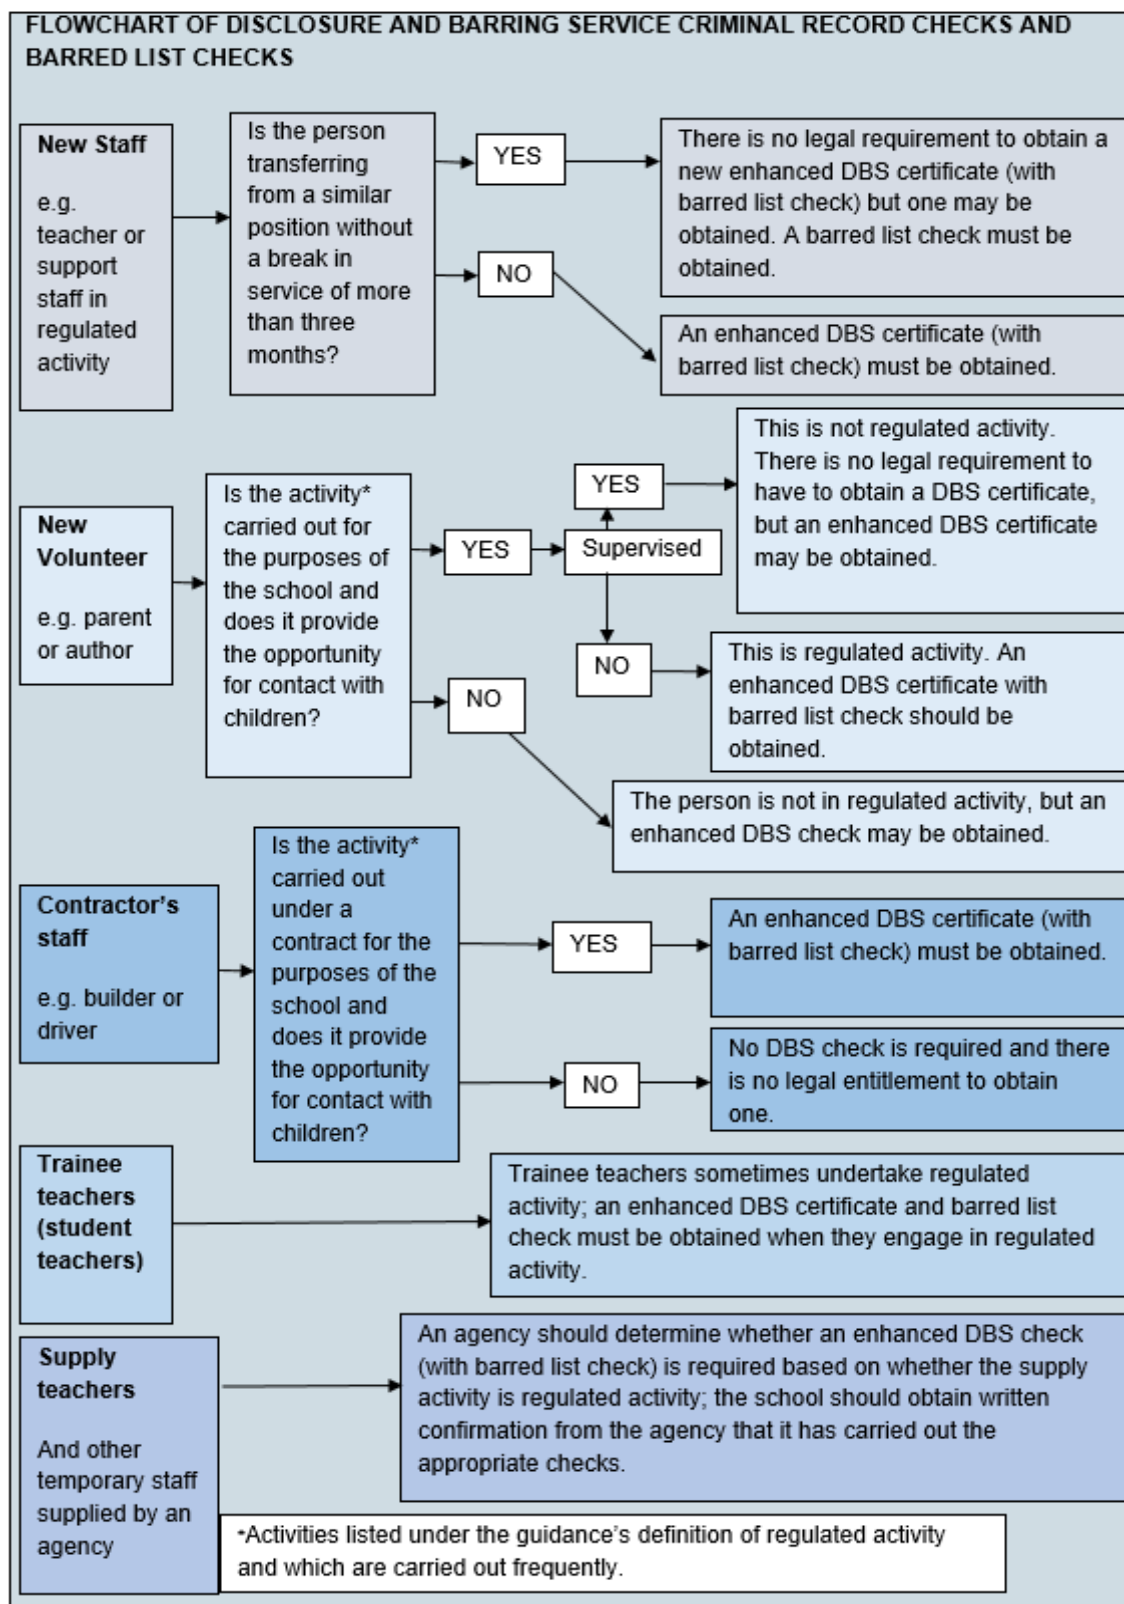 FLOWCHART OF DISCLOSURE AND BARRING SERVICE CRIMINAL RECORD CHECKS AND
BARRED LIST CHECKS
New Staff
e.g.
teacher or
support
staff in
regulated
activity
Is the person
transferring
from a similar
position without
a break in
service of more
than three
months?
YES
There is no legal requirement to obtain a
new enhanced DBS certificate (with
barred list check) but one may be
obtained. A barred list check must be
obtained.
NO
An enhanced DBS certificate (with
barred list check) must be obtained.
New
Volunteer
e.g. parent
or author
Is the activity*
carried out for
the purposes of
the school and
does it provide
the opportunity
for contact with
children?
YES
Supervised
YES
This is not regulated activity.
There is no legal requirement to
have to obtain a DBS certificate,
but an enhanced DBS certificate
may be obtained.
NO
This is regulated activity. An
enhanced DBS certificate with
barred list check should be
obtained.
NO
The person is not in regulated activity, but an
enhanced DBS check may be obtained.
Contractor's
staff
e.g. builder or
driver
Is the activity*
carried out
under a
contract for the
purposes of the
school and
does it provide
the opportunity
for contact with
children?
YES
An enhanced DBS certificate (with
barred list check) must be obtained.
NO
No DBS check is required and there
is no legal entitlement to obtain
one.
Trainee
teachers
(student
teachers)
Trainee teachers sometimes undertake regulated
activity; an enhanced DBS certificate and barred list
check must be obtained when they engage in regulated
activity.
Supply
teachers
And other
temporary staff
supplied by an
agency
An agency should determine whether an enhanced DBS check
(with barred list check) is required based on whether the supply
activity is regulated activity; the school should obtain written
confirmation from the agency that it has carried out the
appropriate checks.
*Activities listed under the guidance's definition of regulated activity
and which are carried out frequently.